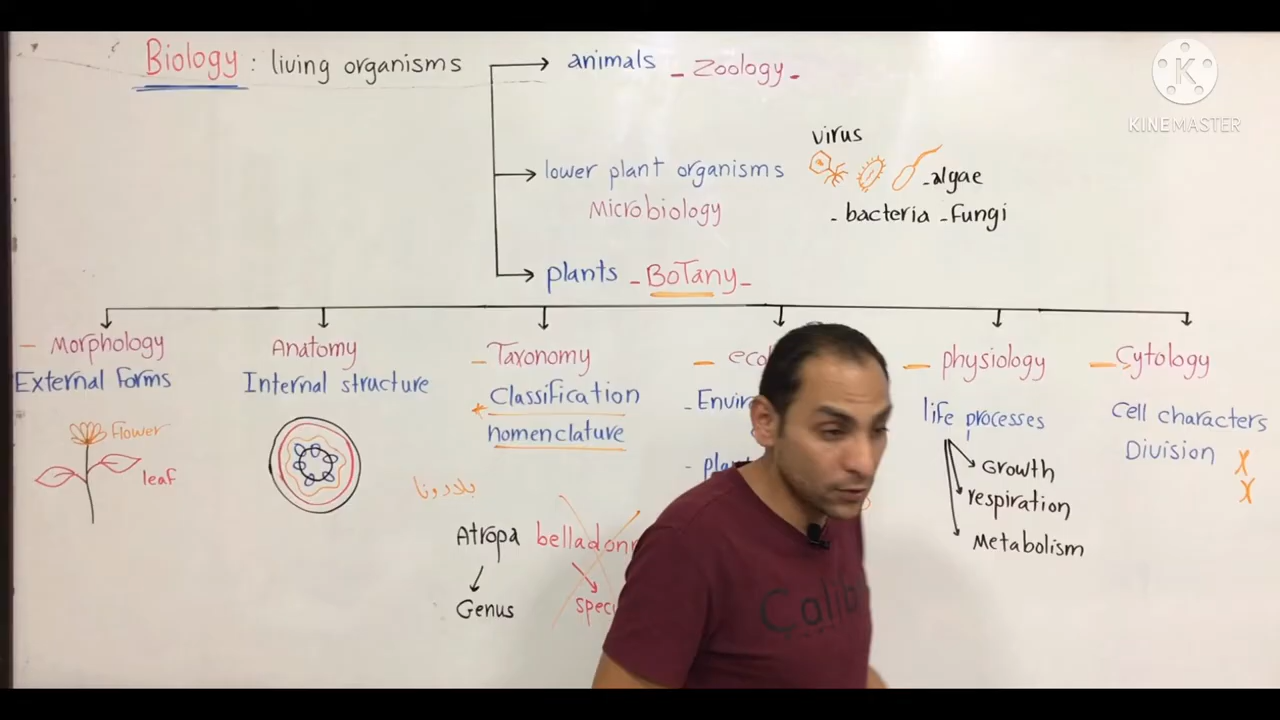 Biology : living organisms
animals - Zoology -
KINEMASTER
virus
lower plant organisms
- algae
Microbiology
- bacteria - Fungi
plants - BoTany -
- Morphology
Anatomy
- Taxonomy
- physiology
- Cytology
External Forms
Internal structure
Classification
nomenclature
life processes
Cell characters
Division
Flower
leaf
Growth
respiration
Metabolism
بلادونا
Atropa
Genus